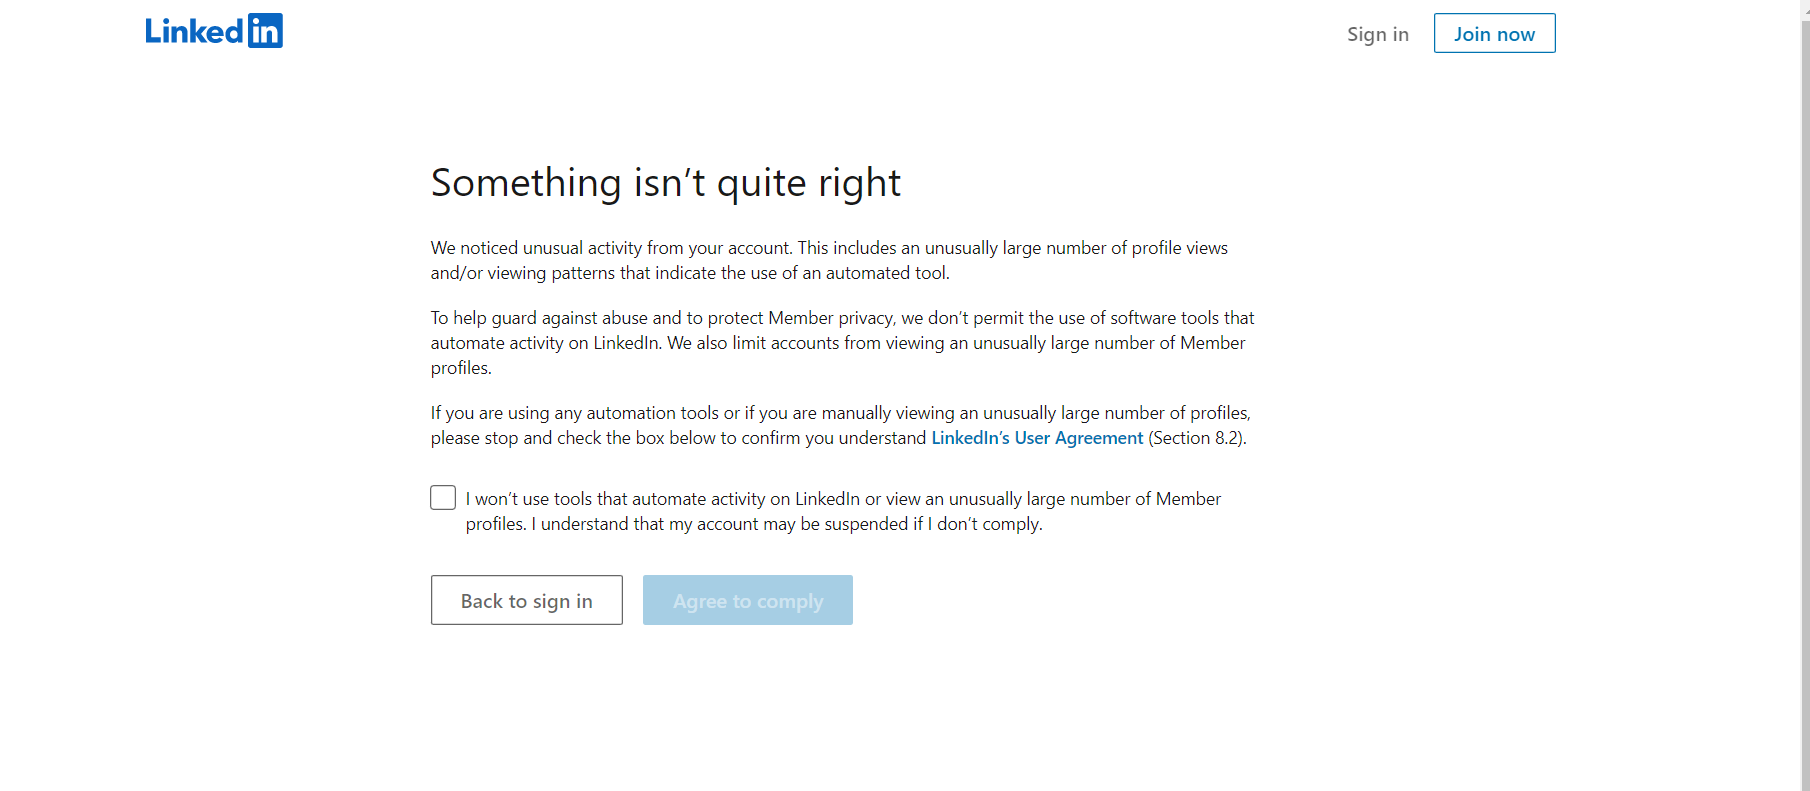 Linked in
Sign in
Join now
Something isn’t quite right
We noticed unusual activity from your account. This includes an unusually large number of profile views
and/or viewing patterns that indicate the use of an automated tool.
To help guard against abuse and to protect Member privacy, we don’t permit the use of software tools that
automate activity on LinkedIn. We also limit accounts from viewing an unusually large number of Member
profiles.
If you are using any automation tools or if you are manually viewing an unusually large number of profiles,
please stop and check the box below to confirm you understand LinkedIn’s User Agreement (Section 8.2).
I won’t use tools that automate activity on LinkedIn or view an unusually large number of Member
profiles. I understand that my account may be suspended if I don’t comply.
Back to sign in
Agree to comply